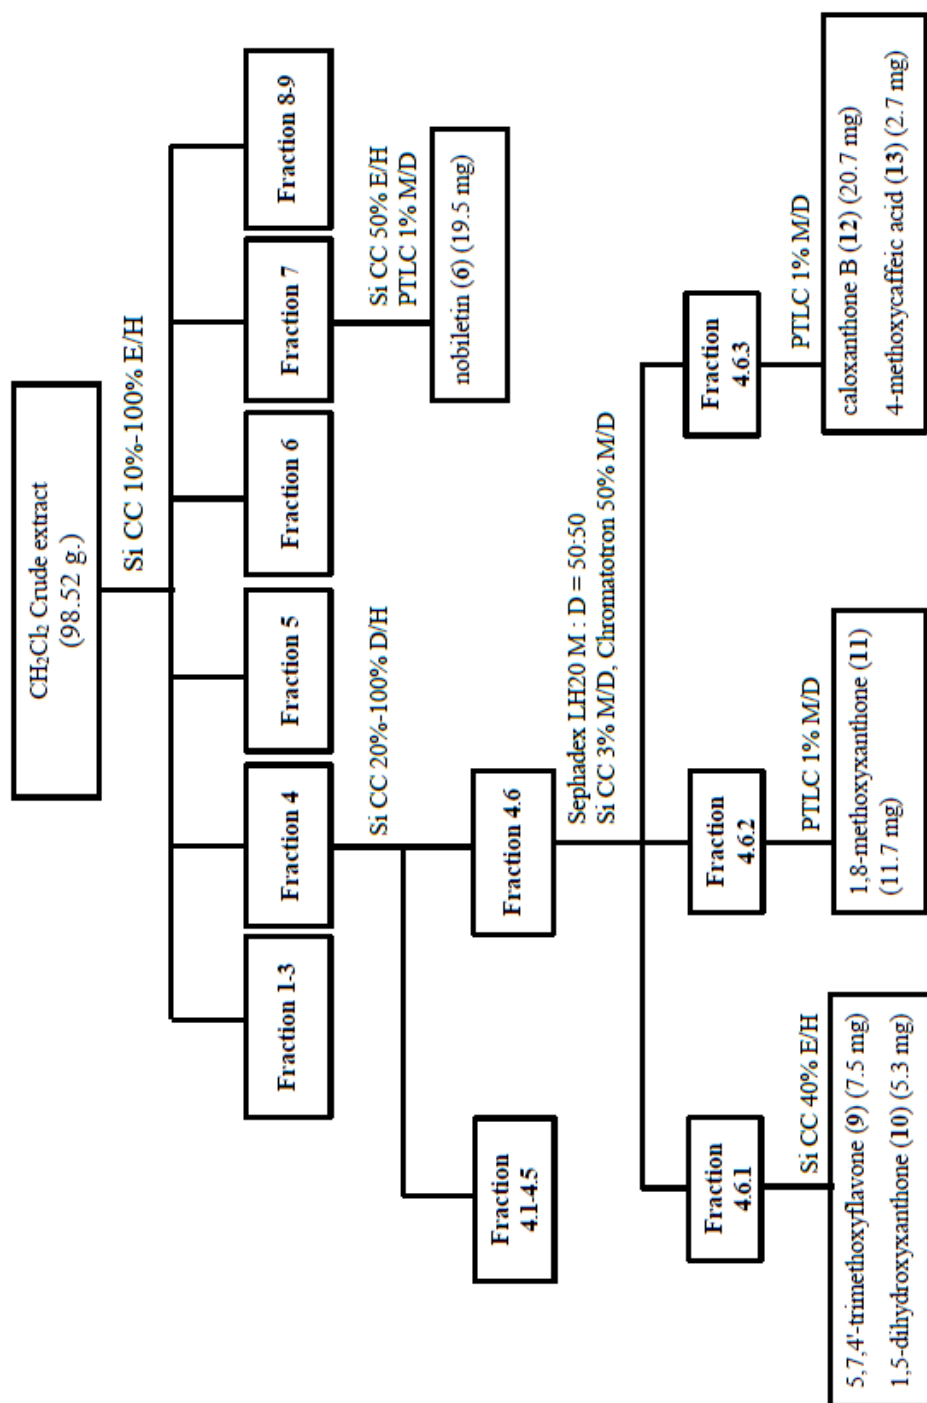 CH₂Cl₂ Crude extract
(98.52 g.)
Si CC 10%-100% E/H
Fraction 1-3
Fraction 4
Fraction 5
Fraction 6
Fraction 7
Fraction 8-9
Si CC 20%-100% D/H
Si CC 50% E/H
PTLC 1% M/D
nobiletin (6) (19.5 mg)
Fraction
4.1-4.5
Fraction 4.6
Sephadex LH20 M : D = 50:50
Si CC 3% M/D, Chromatotron 50% M/D
Fraction
4.6.1
Fraction
4.6.2
Fraction
4.6.3
Si CC 40% E/H
PTLC 1% M/D
PTLC 1% M/D
5,7,4'-trimethoxyflavone (9) (7.5 mg)
1,5-dihydroxyxanthone (10) (5.3 mg)
1,8-methoxyxanthone (11)
(11.7 mg)
caloxanthone B (12) (20.7 mg)
4-methoxycaffeic acid (13) (2.7 mg)